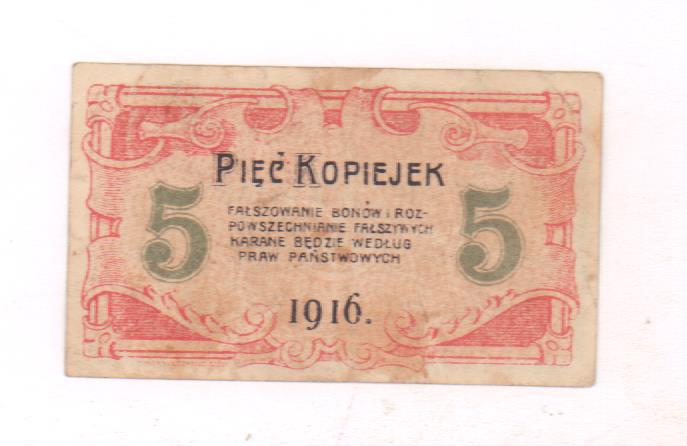 PIĘĆ KOPIEJEK
5
FAŁSZOWANIE BONÓW I ROZ-
POWSZECHNIANIE FAŁSZYWYCH
KARANE BĘDZIE WEDŁUG
PRAW PAŃSTWOWYCH
5
1916.